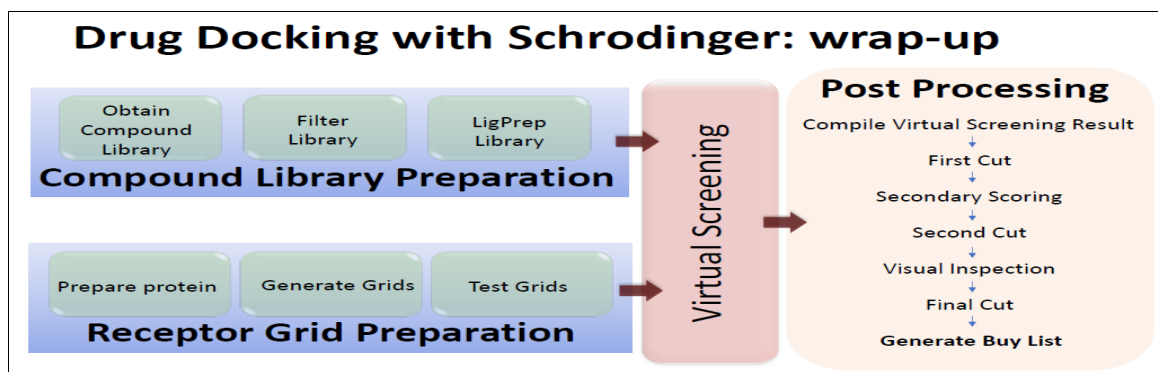 Drug Docking with Schrodinger: wrap-up
Obtain
Compound
Library
Filter
Library
LigPrep
Library
Compound Library Preparation
Prepare protein
Generate Grids
Test Grids
Receptor Grid Preparation
Virtual Screening
Post Processing
Compile Virtual Screening Result
First Cut
Secondary Scoring
Second Cut
Visual Inspection
Final Cut
Generate Buy List